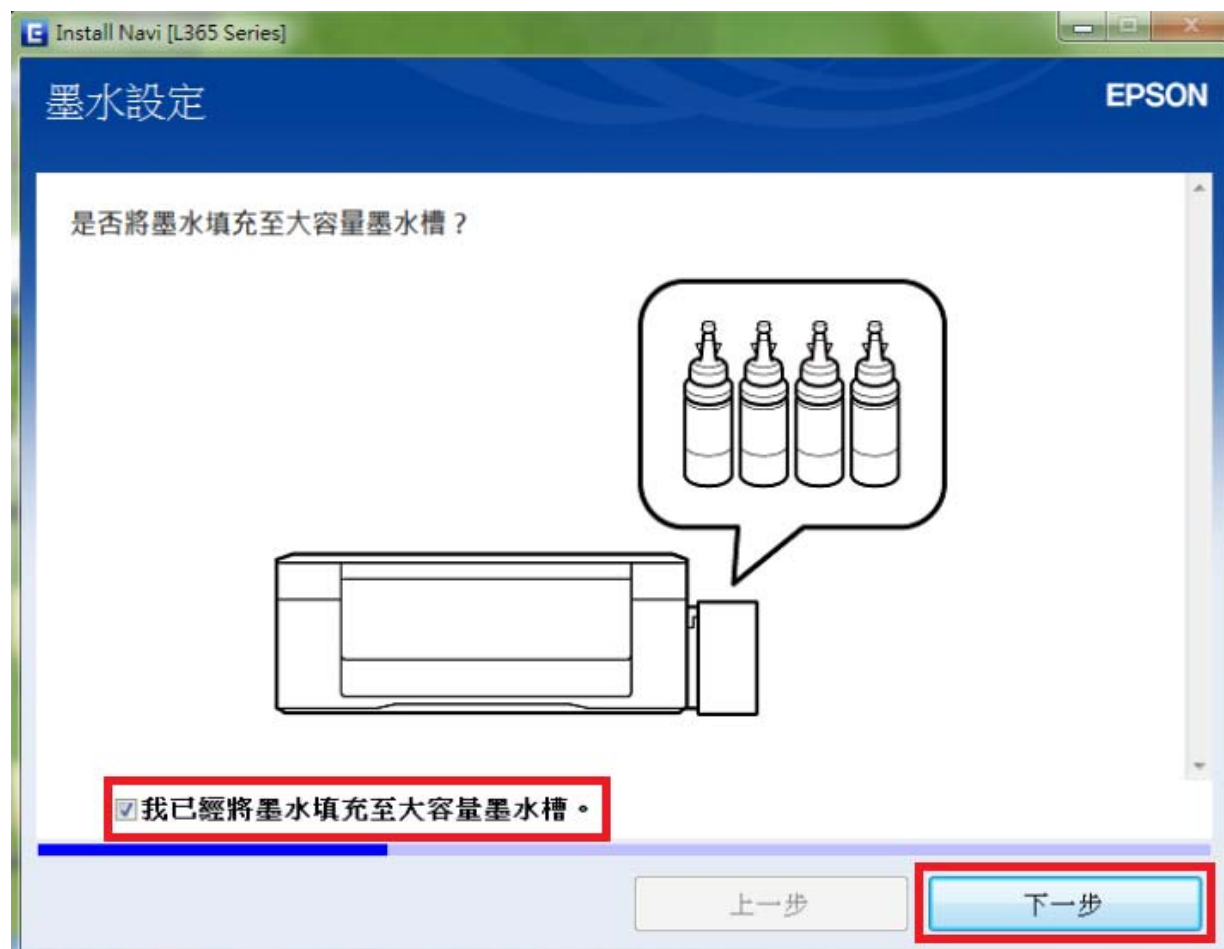 Install Navi [L365 Series]
墨水設定
EPSON
是否將墨水填充至大容量墨水槽？
我已經將墨水填充至大容量墨水槽。
上一步
下一步